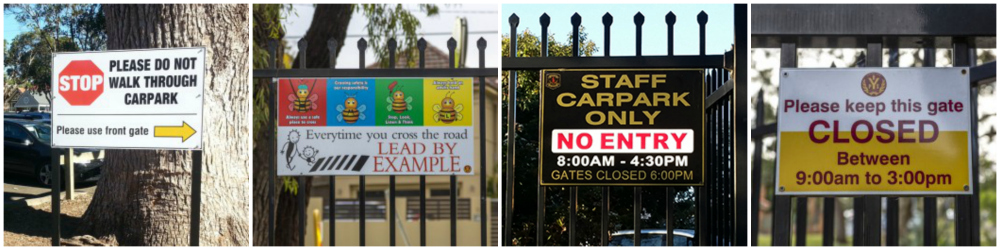 STOP
PLEASE DO NOT
WALK THROUGH
CARPARK
Please use front gate
Everytime you cross the road
LEAD BY
EXAMPLE
STAFF
CARPARK
ONLY
NO ENTRY
8:00AM - 4:30PM
GATES CLOSED 6:00PM
Please keep this gate
CLOSED
Between
9:00am to 3:00pm